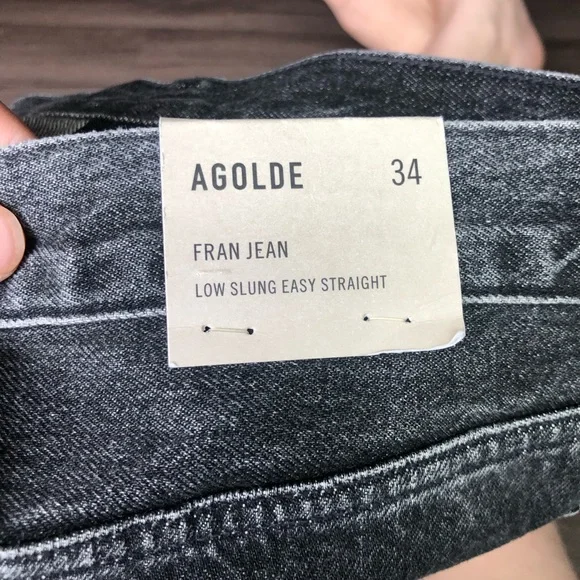 AGOLDE 34
FRAN JEAN
LOW SLUNG EASY STRAIGHT